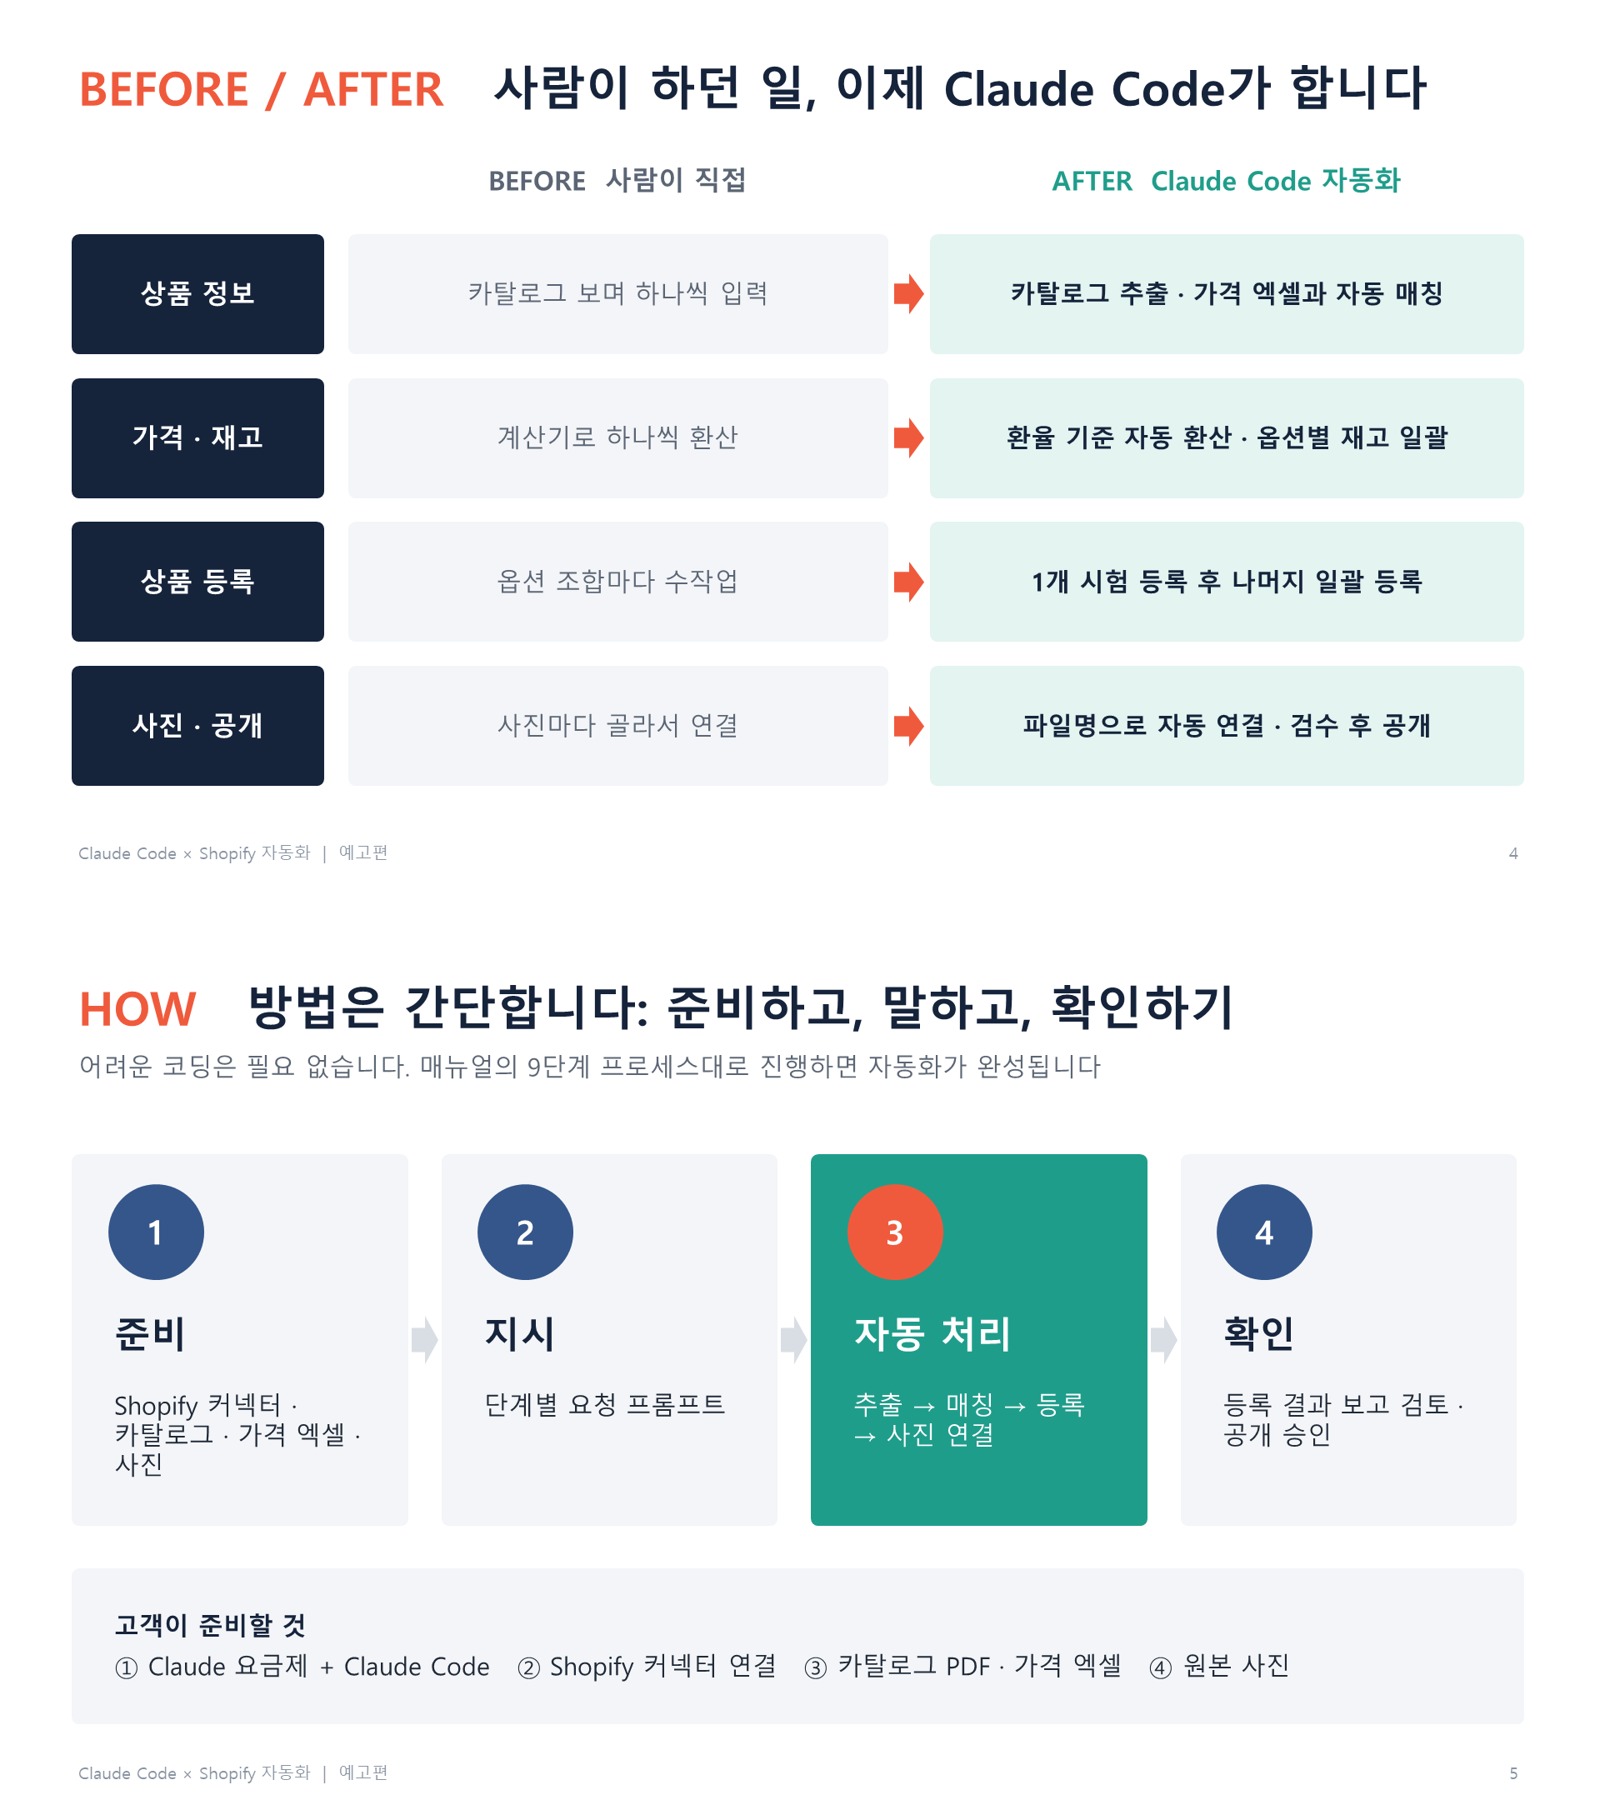 BEFORE / AFTER 사람이 하던 일, 이제 Claude Code가 합니다
BEFORE 사람이 직접
AFTER Claude Code 자동화
상품 정보
카탈로그 보며 하나씩 입력
카탈로그 추출 · 가격 엑셀과 자동 매칭
가격 · 재고
계산기로 하나씩 환산
환율 기준 자동 환산 · 옵션별 재고 일괄
상품 등록
옵션 조합마다 수작업
1개 시험 등록 후 나머지 일괄 등록
사진 · 공개
사진마다 골라서 연결
파일명으로 자동 연결 · 검수 후 공개
Claude Code × Shopify 자동화 | 예고편
4
HOW 방법은 간단합니다: 준비하고, 말하고, 확인하기
어려운 코딩은 필요 없습니다. 매뉴얼의 9단계 프로세스대로 진행하면 자동화가 완성됩니다
1
준비
Shopify 커넥터 ·
카탈로그 · 가격 엑셀 ·
사진
2
지시
단계별 요청 프롬프트
3
자동 처리
추출 → 매칭 → 등록
→ 사진 연결
4
확인
등록 결과 보고 검토 ·
공개 승인
고객이 준비할 것
① Claude 요금제 + Claude Code ② Shopify 커넥터 연결 ③ 카탈로그 PDF · 가격 엑셀 ④ 원본 사진
Claude Code × Shopify 자동화 | 예고편
5